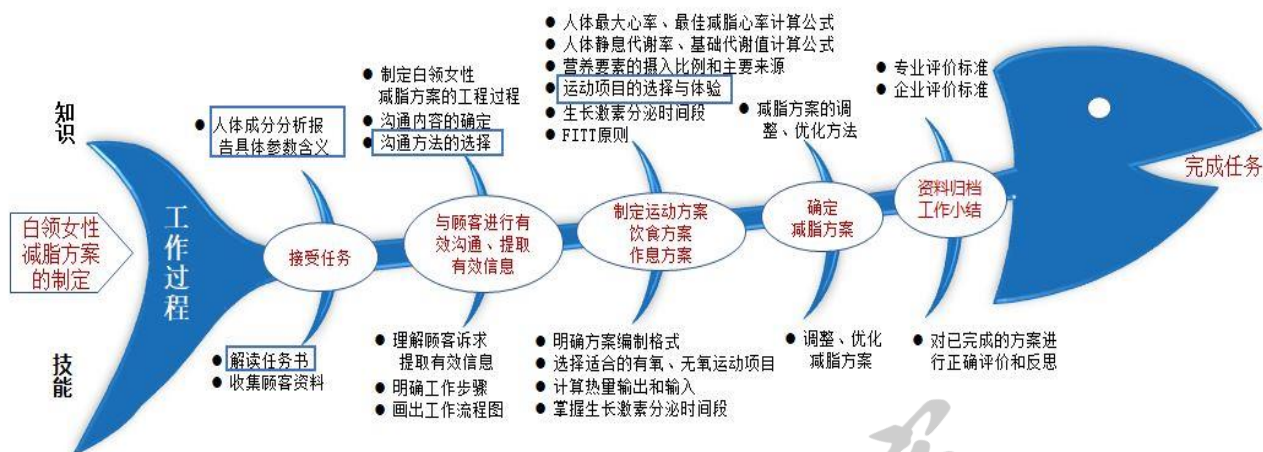 ● 人体最大心率、最佳减脂心率计算公式
● 人体静息代谢率、基础代谢值计算公式
● 营养要素的摄入比例和主要来源
● 运动项目的选择与体验
● 生长激素分泌时间段
● FITT原则
● 制定白领女性
减脂方案的工程过程
● 沟通内容的确定
● 沟通方法的选择
● 专业评价标准
● 企业评价标准
● 减脂方案的调
整、优化方法
知识
● 人体成分分析报
告具体参数含义
白领女性
减脂方案
的制定
工作过程
接受任务
与顾客进行有
效沟通、提取
有效信息
制定运动方案
饮食方案
作息方案
确定
减脂方案
资料归档
工作小结
完成任务
技能
● 解读任务书
● 收集顾客资料
● 理解顾客诉求
提取有效信息
● 明确工作步骤
● 画出工作流程图
● 明确方案编制格式
● 选择适合的有氧、无氧运动项目
● 计算热量输出和输入
● 掌握生长激素分泌时间段
● 调整、优化
减脂方案
● 对已完成的方案进
行正确评价和反思